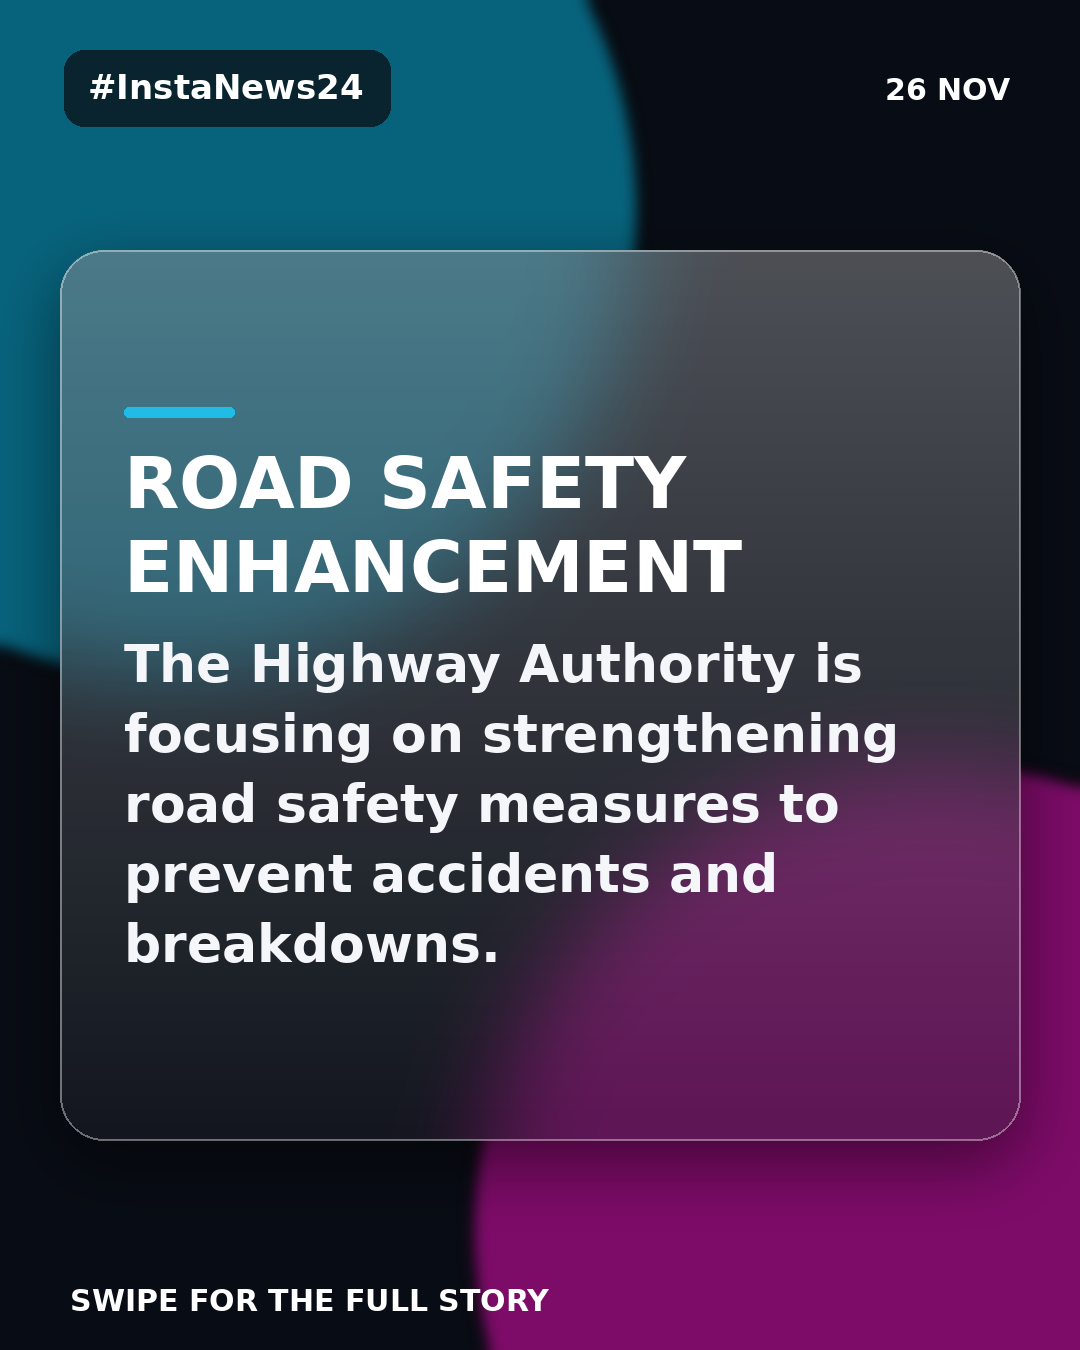 #InstaNews24
26 NOV
ROAD SAFETY
ENHANCEMENT
The Highway Authority is
focusing on strengthening
road safety measures to
prevent accidents and
breakdowns.
SWIPE FOR THE FULL STORY